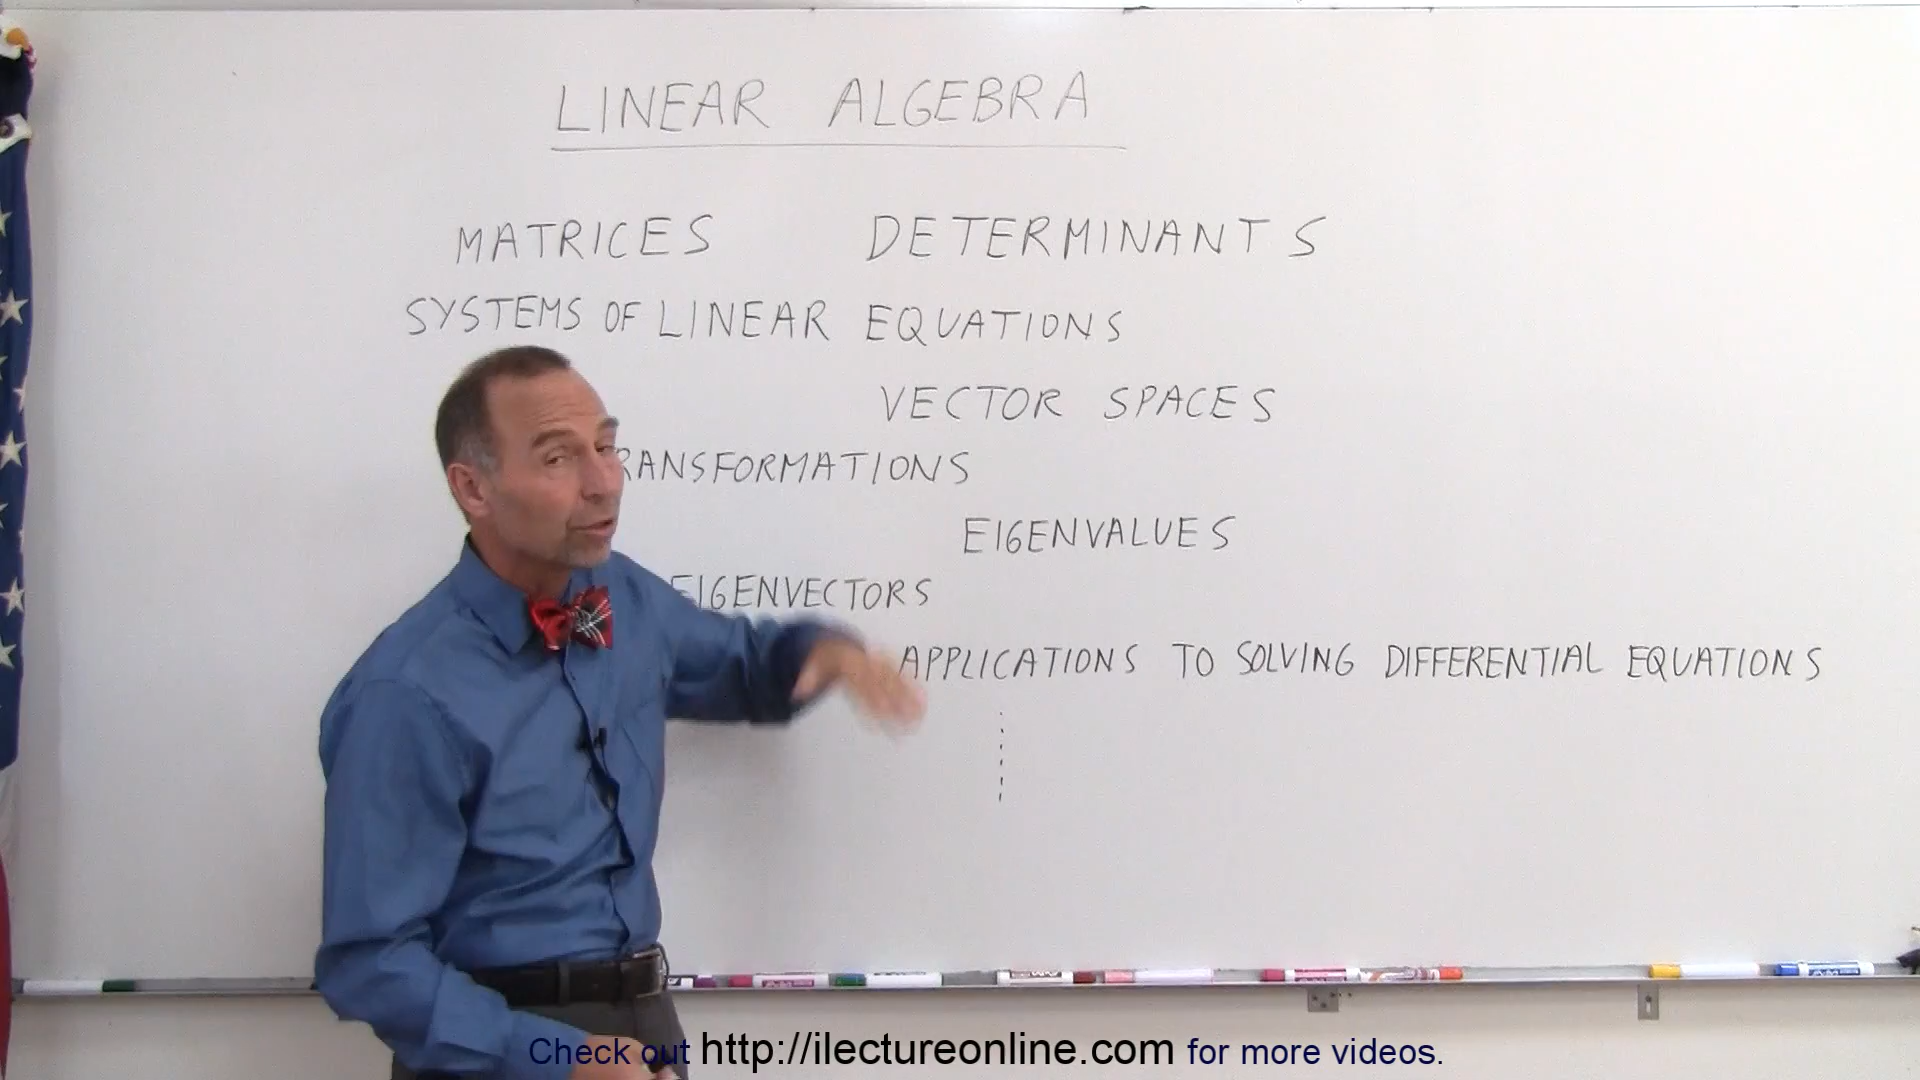 LINEAR ALGEBRA
MATRICES DETERMINANTS
SYSTEMS OF LINEAR EQUATIONS
VECTOR SPACES
RANSFORMATIONS
EIGENVALUES
EIGENVECTORS
APPLICATIONS TO SOLVING DIFFERENTIAL EQUATIONS
Check out http://ilectureonline.com for more videos.